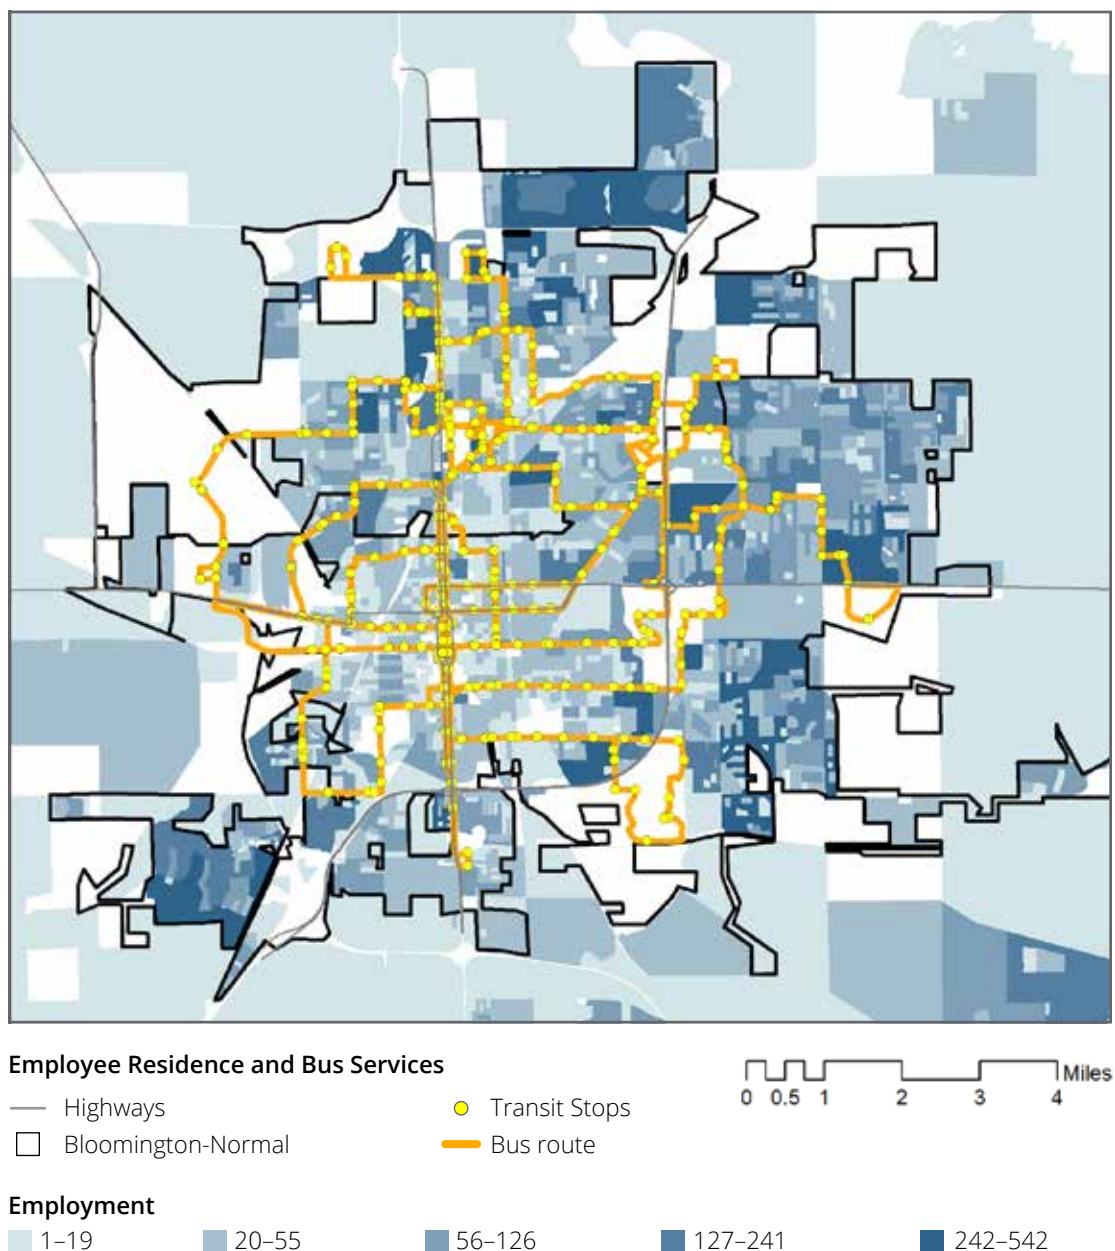 Employee Residence and Bus Services
Highways
Transit Stops
Bloomington-Normal
Bus route
Miles
0 0.5 1 2 3 4
Employment
1–19 20–55 56–126 127–241 242–542